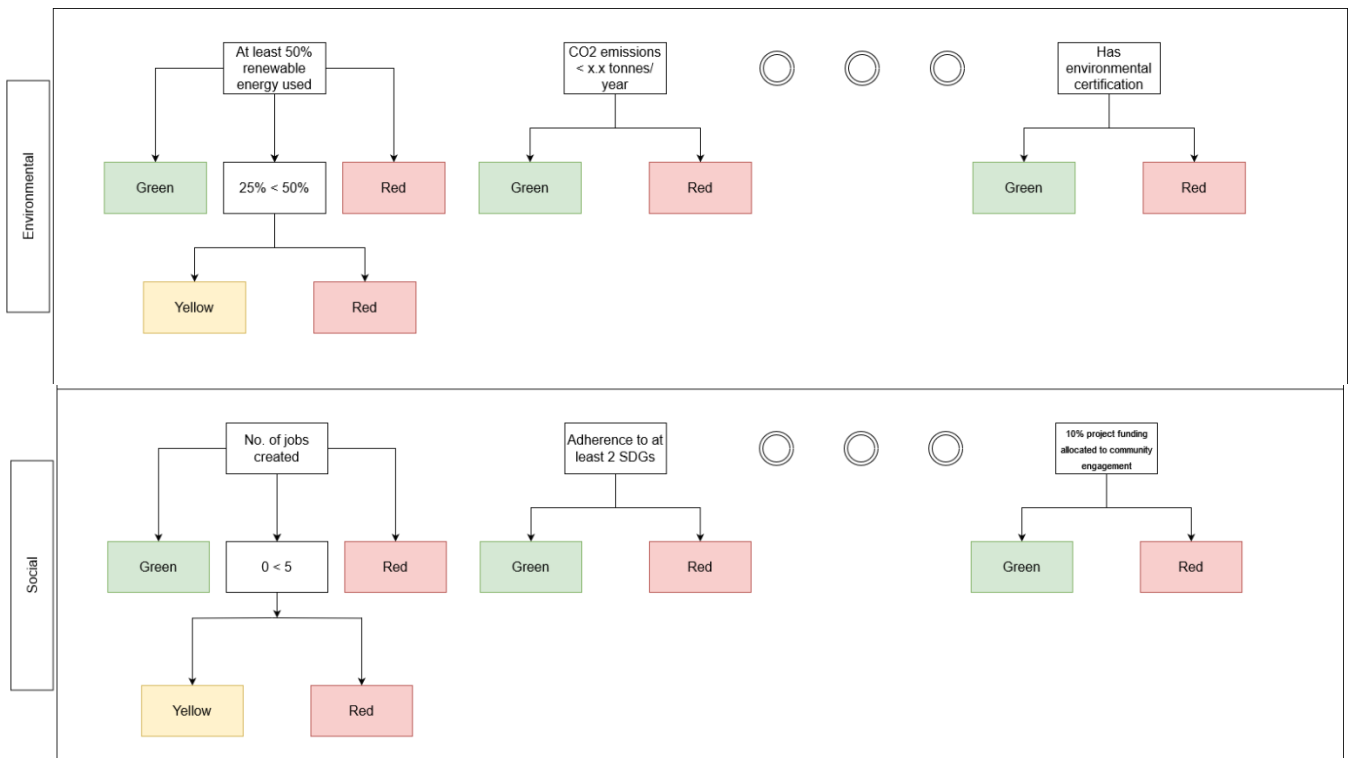 Environmental
At least 50%
renewable
energy used
CO2 emissions
< x.x tonnes/
year
Has
environmental
certification
Green
25% < 50%
Red
Green
Red
Green
Red
Yellow
Red
Social
No. of jobs
created
Adherence to at
least 2 SDGs
10% project funding
allocated to community
engagement
Green
0 < 5
Red
Green
Red
Green
Red
Yellow
Red